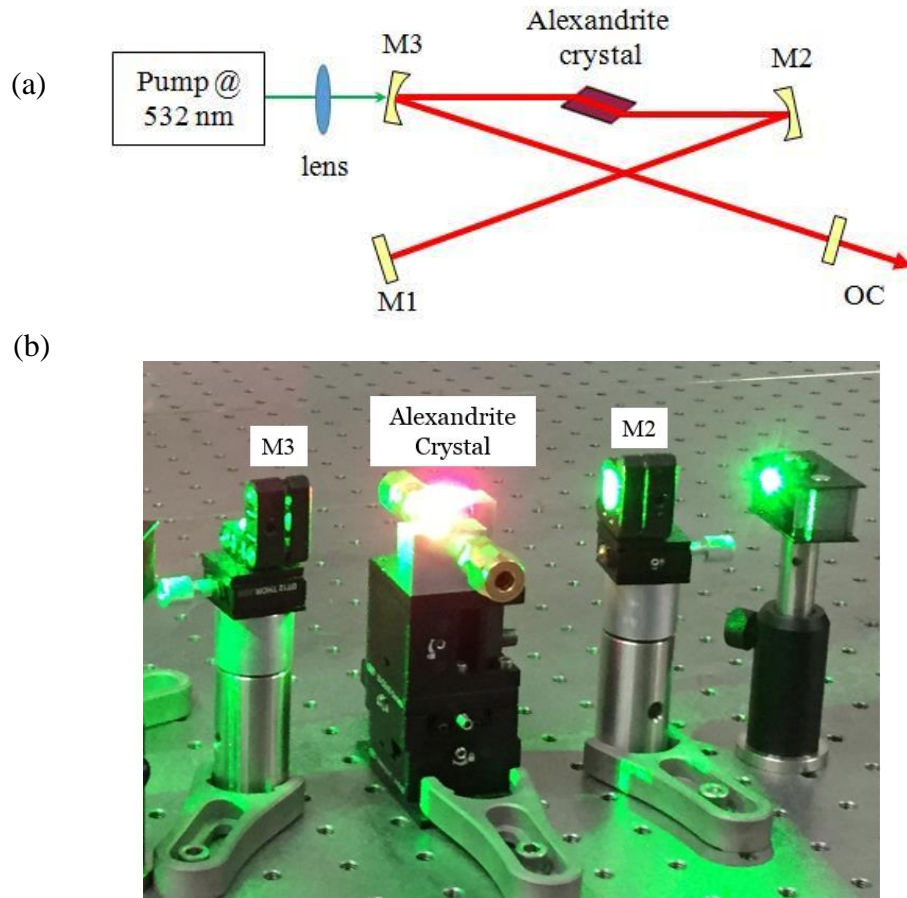 (a)
Pump @
532 nm
lens
M3
Alexandrite
crystal
M2
M1
OC
(b)
M3
Alexandrite
Crystal
M2